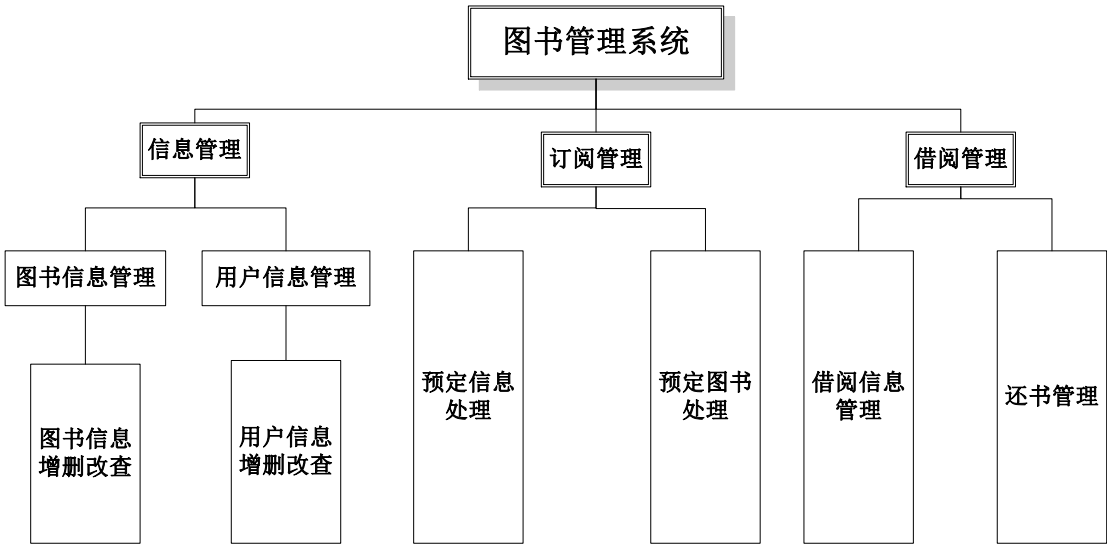 图书管理系统
信息管理
订阅管理
借阅管理
图书信息管理
用户信息管理
图书信息
增删改查
用户信息
增删改查
预定信息
处理
预定图书
处理
借阅信息
管理
还书管理